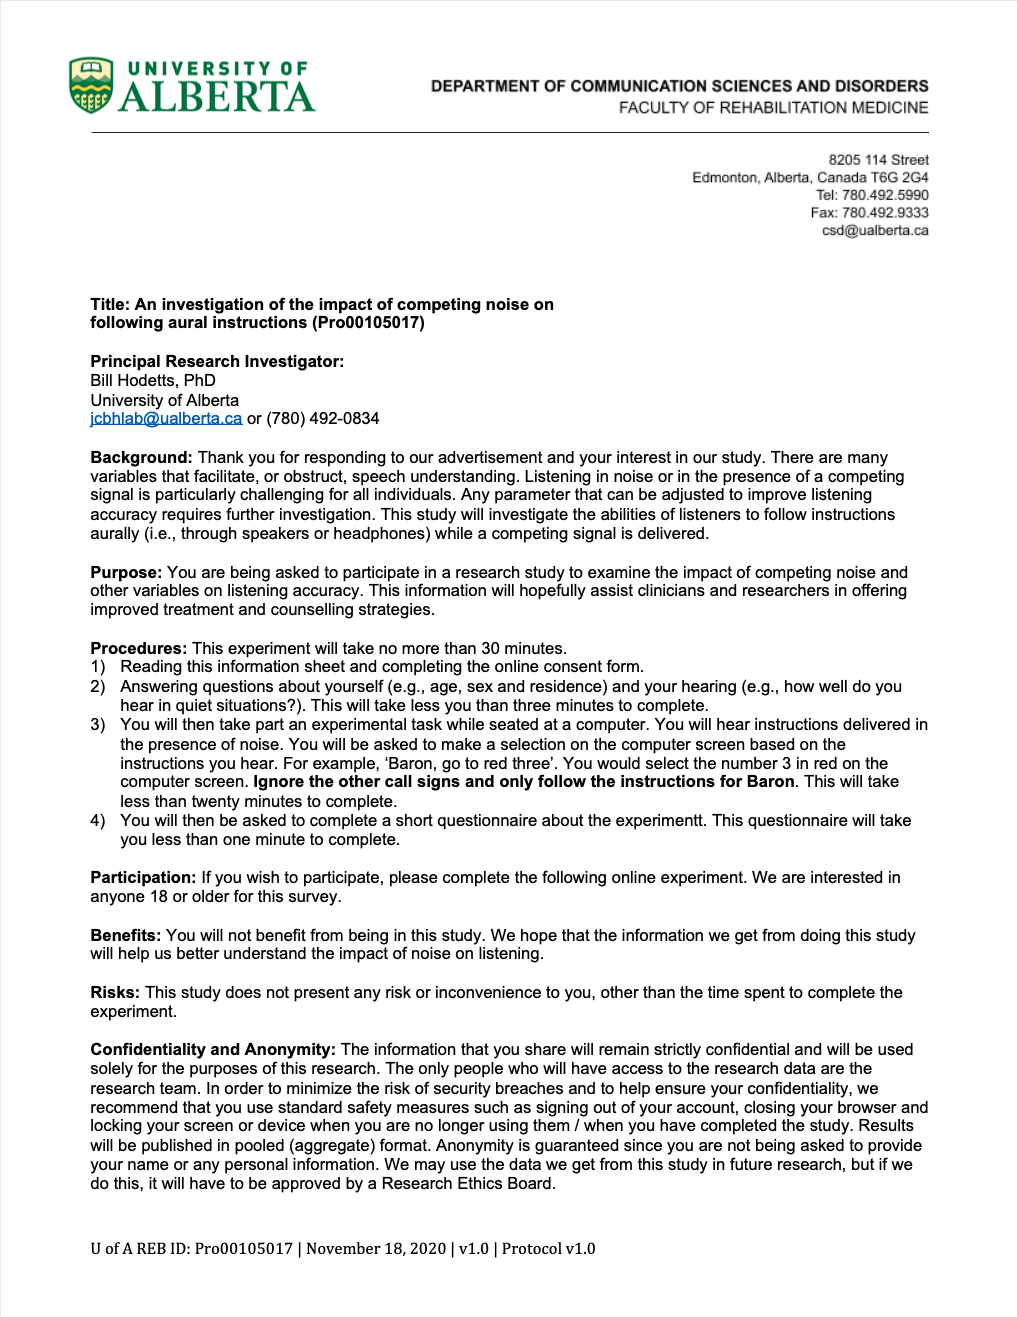 UNIVERSITY OF
ALBERTA
DEPARTMENT OF COMMUNICATION SCIENCES AND DISORDERS
FACULTY OF REHABILITATION MEDICINE
8205 114 Street
Edmonton, Alberta, Canada T6G 2G4
Tel: 780.492.5990
Fax: 780.492.9333
csd@ualberta.ca
Title: An investigation of the impact of competing noise on
following aural instructions (Pro00105017)
Principal Research Investigator:
Bill Hodetts, PhD
University of Alberta
jcbhlab@ualberta.ca or (780) 492-0834
Background: Thank you for responding to our advertisement and your interest in our study. There are many
variables that facilitate, or obstruct, speech understanding. Listening in noise or in the presence of a competing
signal is particularly challenging for all individuals. Any parameter that can be adjusted to improve listening
accuracy requires further investigation. This study will investigate the abilities of listeners to follow instructions
aurally (i.e., through speakers or headphones) while a competing signal is delivered.
Purpose: You are being asked to participate in a research study to examine the impact of competing noise and
other variables on listening accuracy. This information will hopefully assist clinicians and researchers in offering
improved treatment and counselling strategies.
Procedures: This experiment will take no more than 30 minutes.
1) Reading this information sheet and completing the online consent form.
2) Answering questions about yourself (e.g., age, sex and residence) and your hearing (e.g., how well do you
hear in quiet situations?). This will take less you than three minutes to complete.
3) You will then take part an experimental task while seated at a computer. You will hear instructions delivered in
the presence of noise. You will be asked to make a selection on the computer screen based on the
instructions you hear. For example, ‘Baron, go to red three’. You would select the number 3 in red on the
computer screen. Ignore the other call signs and only follow the instructions for Baron. This will take
less than twenty minutes to complete.
4) You will then be asked to complete a short questionnaire about the experimentt. This questionnaire will take
you less than one minute to complete.
Participation: If you wish to participate, please complete the following online experiment. We are interested in
anyone 18 or older for this survey.
Benefits: You will not benefit from being in this study. We hope that the information we get from doing this study
will help us better understand the impact of noise on listening.
Risks: This study does not present any risk or inconvenience to you, other than the time spent to complete the
experiment.
Confidentiality and Anonymity: The information that you share will remain strictly confidential and will be used
solely for the purposes of this research. The only people who will have access to the research data are the
research team. In order to minimize the risk of security breaches and to help ensure your confidentiality, we
recommend that you use standard safety measures such as signing out of your account, closing your browser and
locking your screen or device when you are no longer using them / when you have completed the study. Results
will be published in pooled (aggregate) format. Anonymity is guaranteed since you are not being asked to provide
your name or any personal information. We may use the data we get from this study in future research, but if we
do this, it will have to be approved by a Research Ethics Board.
U of A REB ID: Pro00105017 | November 18, 2020 | v1.0 | Protocol v1.0